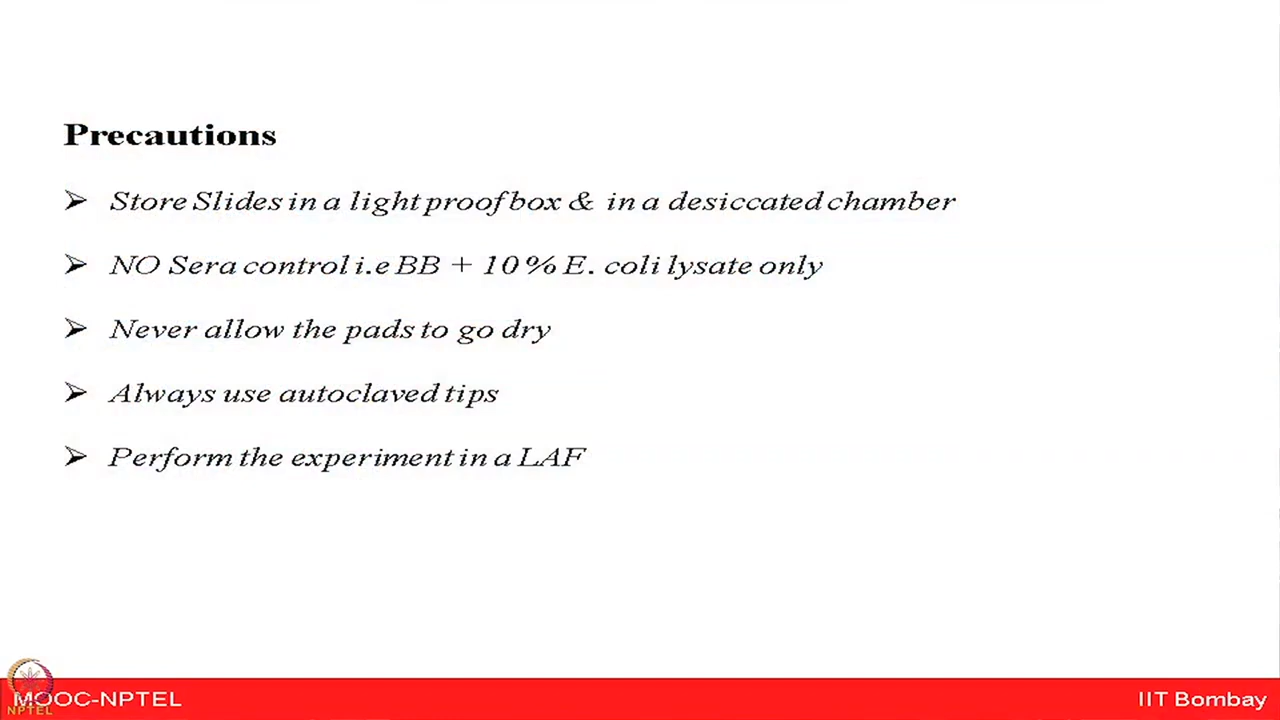 Precautions
➢ Store Slides in a light proof box & in a desiccated chamber
➢ NO Sera control i.e BB + 10 % E. coli lysate only
➢ Never allow the pads to go dry
➢ Always use autoclaved tips
➢ Perform the experiment in a LAF
MOOC-NPTEL
NPTEL
IIT Bombay